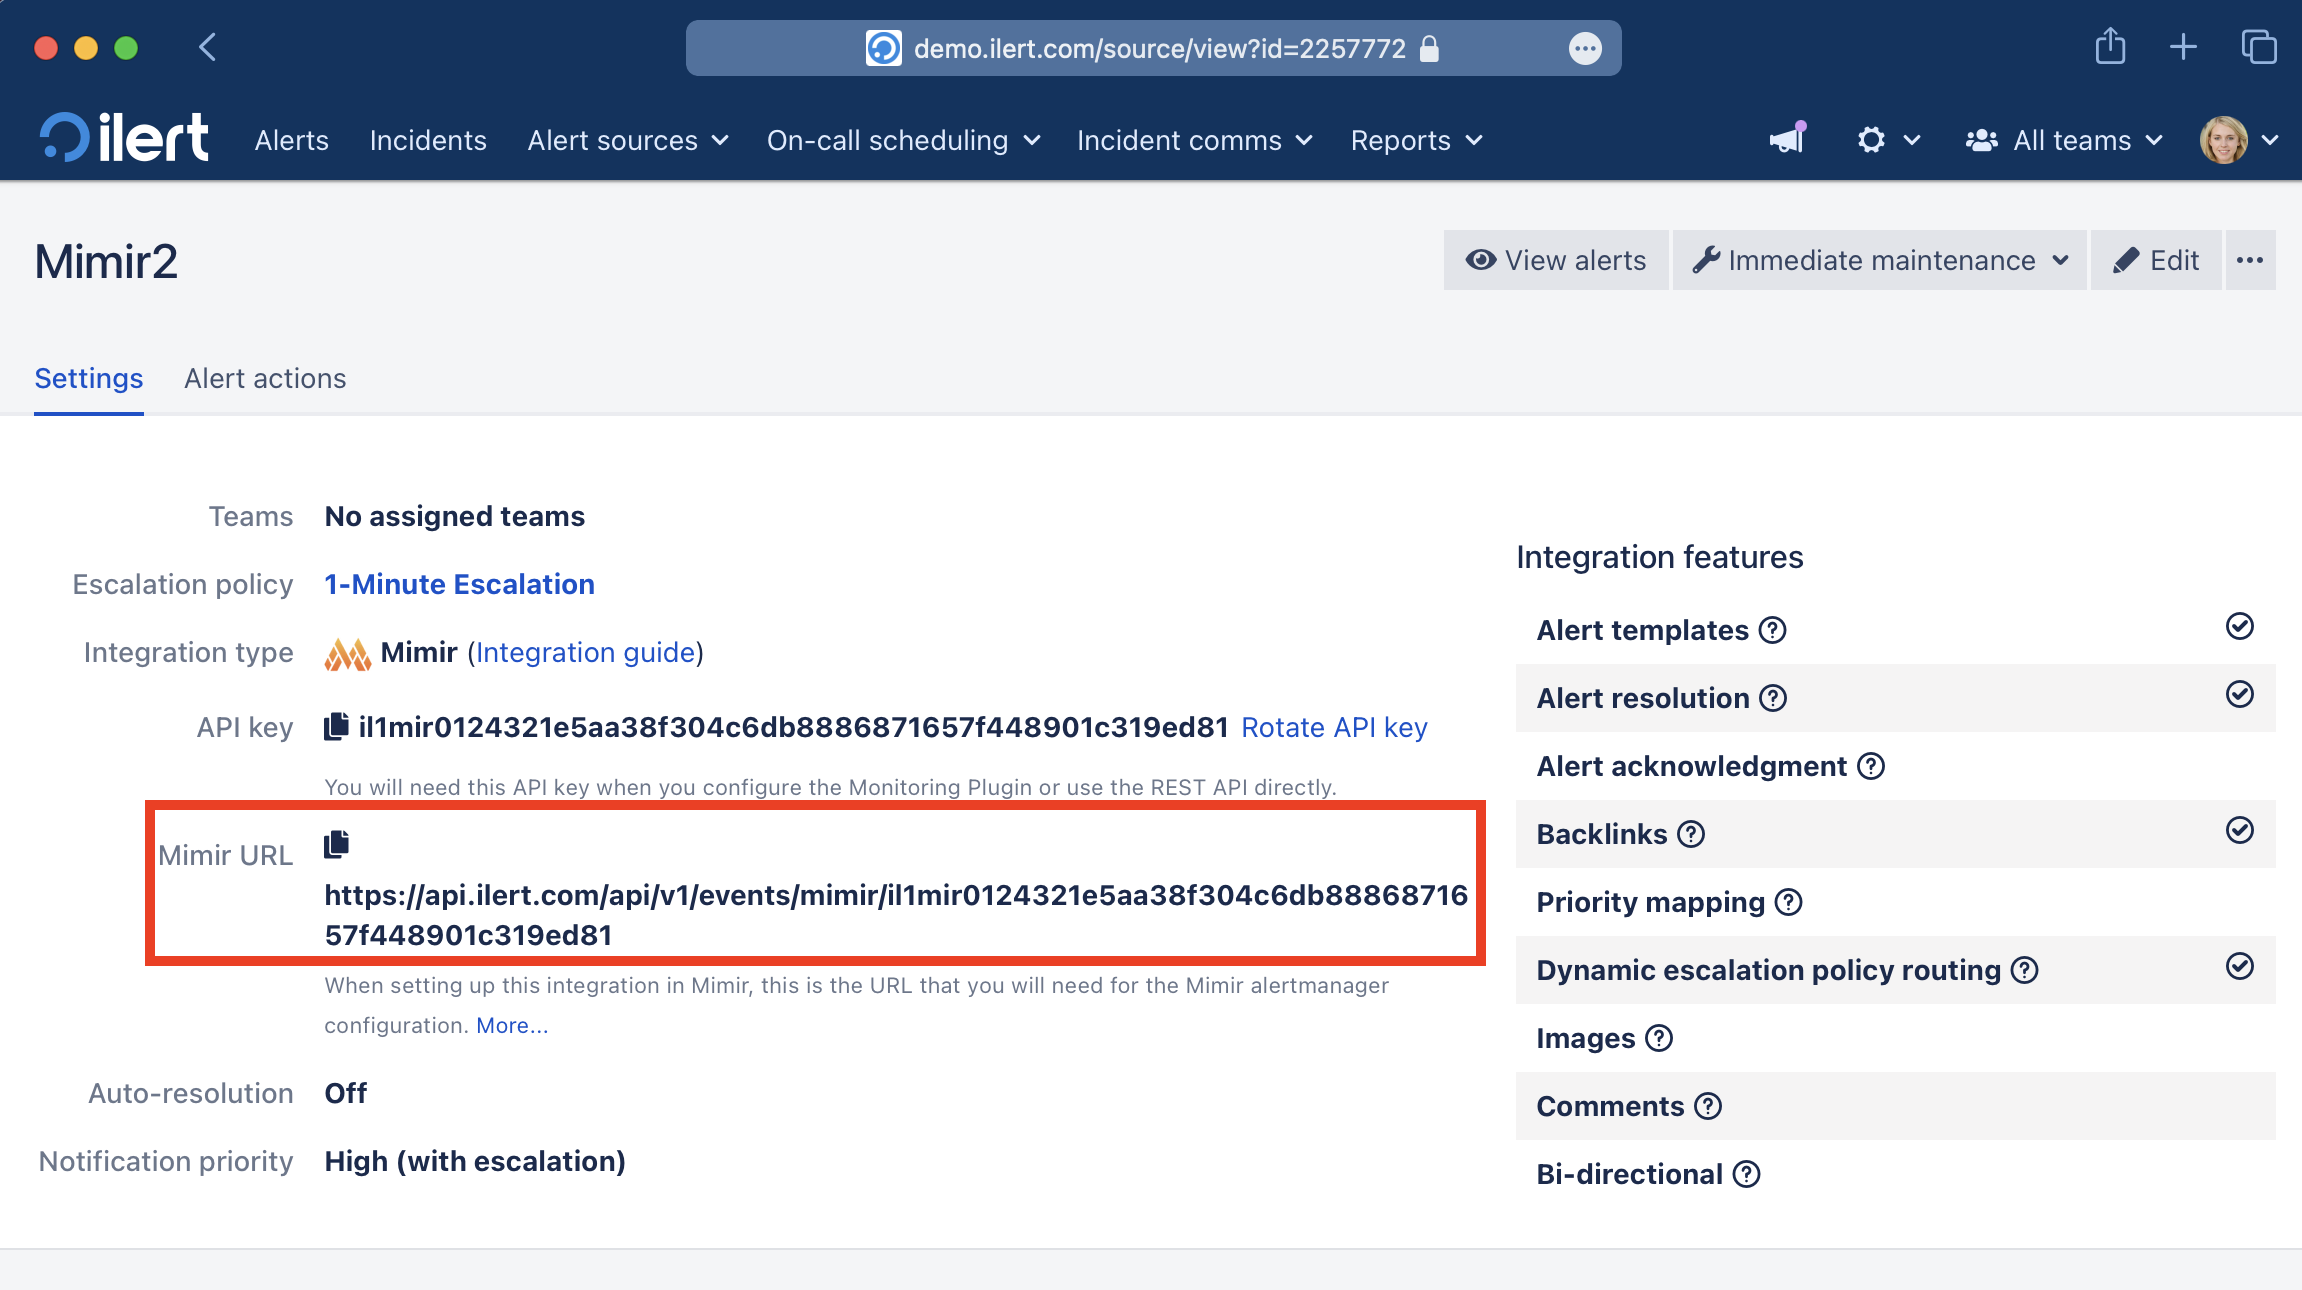 demo.ilert.com/source/view?id=2257772
ilert Alerts Incidents Alert sources On-call scheduling Incident comms Reports All teams
Mimir2
View alerts Immediate maintenance Edit
Settings Alert actions
Teams No assigned teams
Escalation policy 1-Minute Escalation
Integration type Mimir (Integration guide)
API key il1mir0124321e5aa38f304c6db8886871657f448901c319ed81 Rotate API key
You will need this API key when you configure the Monitoring Plugin or use the REST API directly.
Mimir URL
https://api.ilert.com/api/v1/events/mimir/il1mir0124321e5aa38f304c6db88868716
57f448901c319ed81
When setting up this integration in Mimir, this is the URL that you will need for the Mimir alertmanager
configuration. More...
Auto-resolution Off
Notification priority High (with escalation)
Integration features
Alert templates
Alert resolution
Alert acknowledgment
Backlinks
Priority mapping
Dynamic escalation policy routing
Images
Comments
Bi-directional